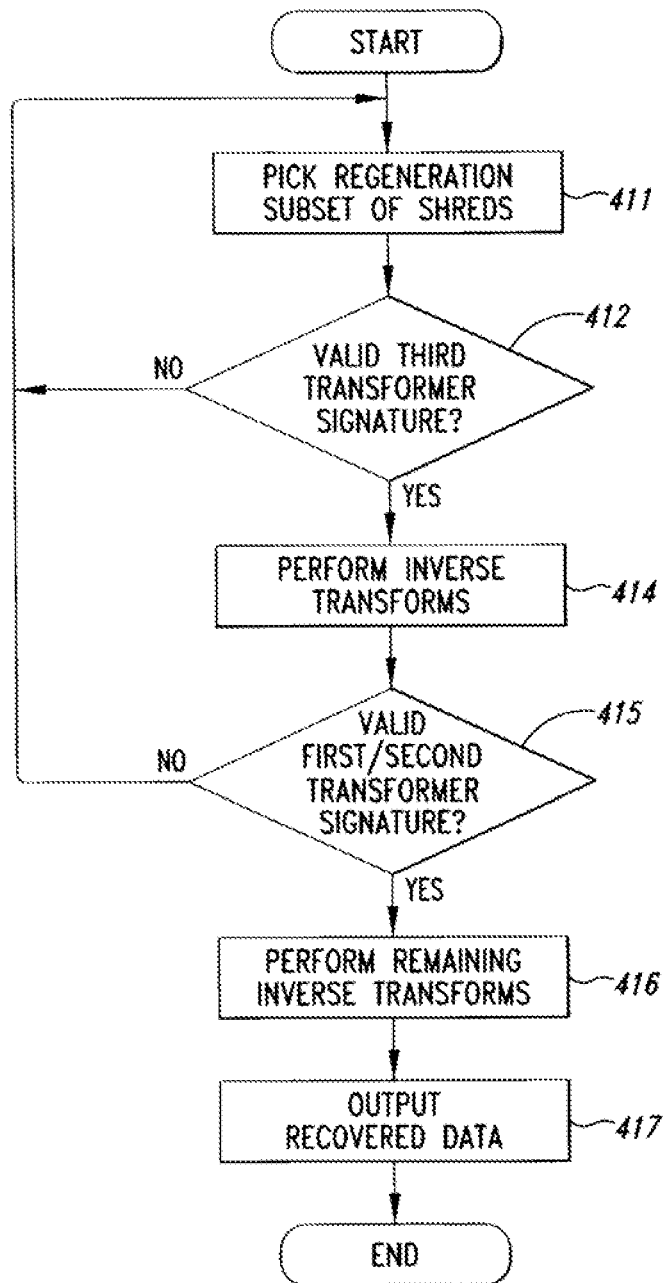 START
PICK REGENERATION
SUBSET OF SHREDS
411
412
VALID THIRD
TRANSFORMER
SIGNATURE?
NO
YES
PERFORM INVERSE
TRANSFORMS
414
415
VALID
FIRST/SECOND
TRANSFORMER
SIGNATURE?
NO
YES
PERFORM REMAINING
INVERSE TRANSFORMS
416
OUTPUT
RECOVERED DATA
417
END